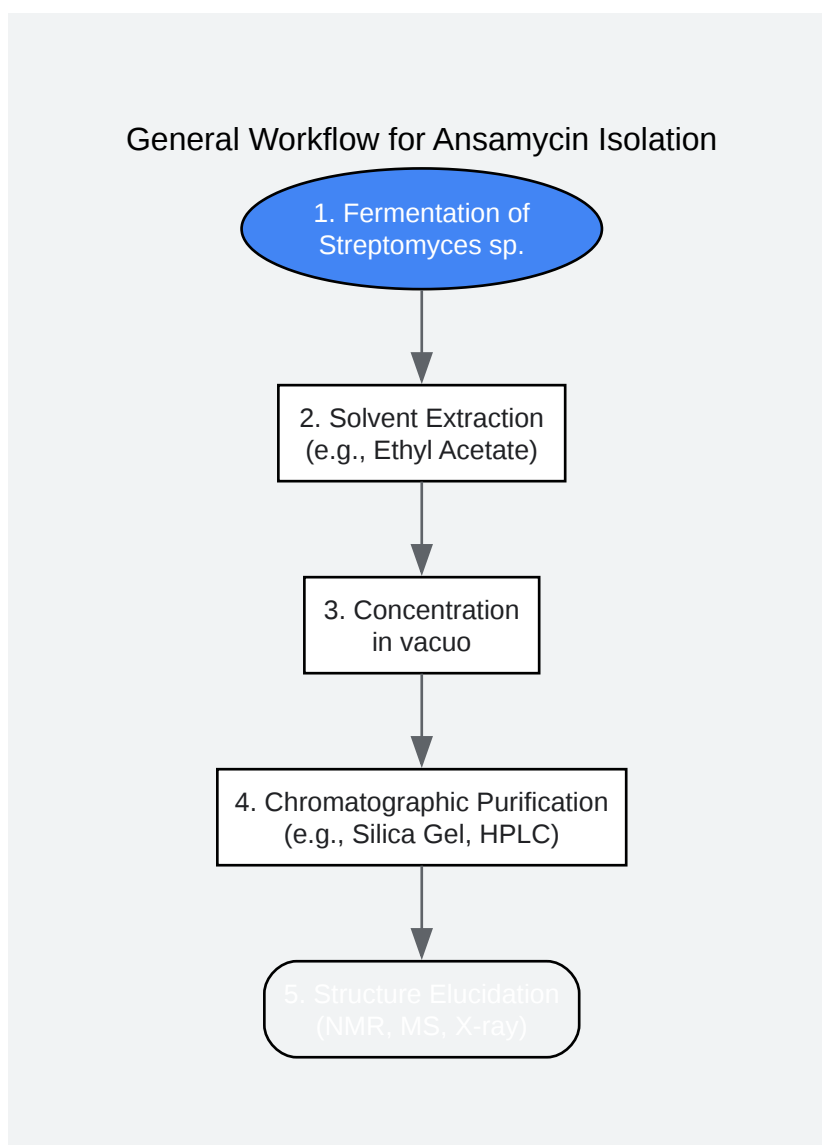 General Workflow for Ansamycin Isolation
1. Fermentation of
Streptomyces sp.
2. Solvent Extraction
(e.g., Ethyl Acetate)
3. Concentration
in vacuo
4. Chromatographic Purification
(e.g., Silica Gel, HPLC)
5. Structure Elucidation
(NMR, MS, X-ray)